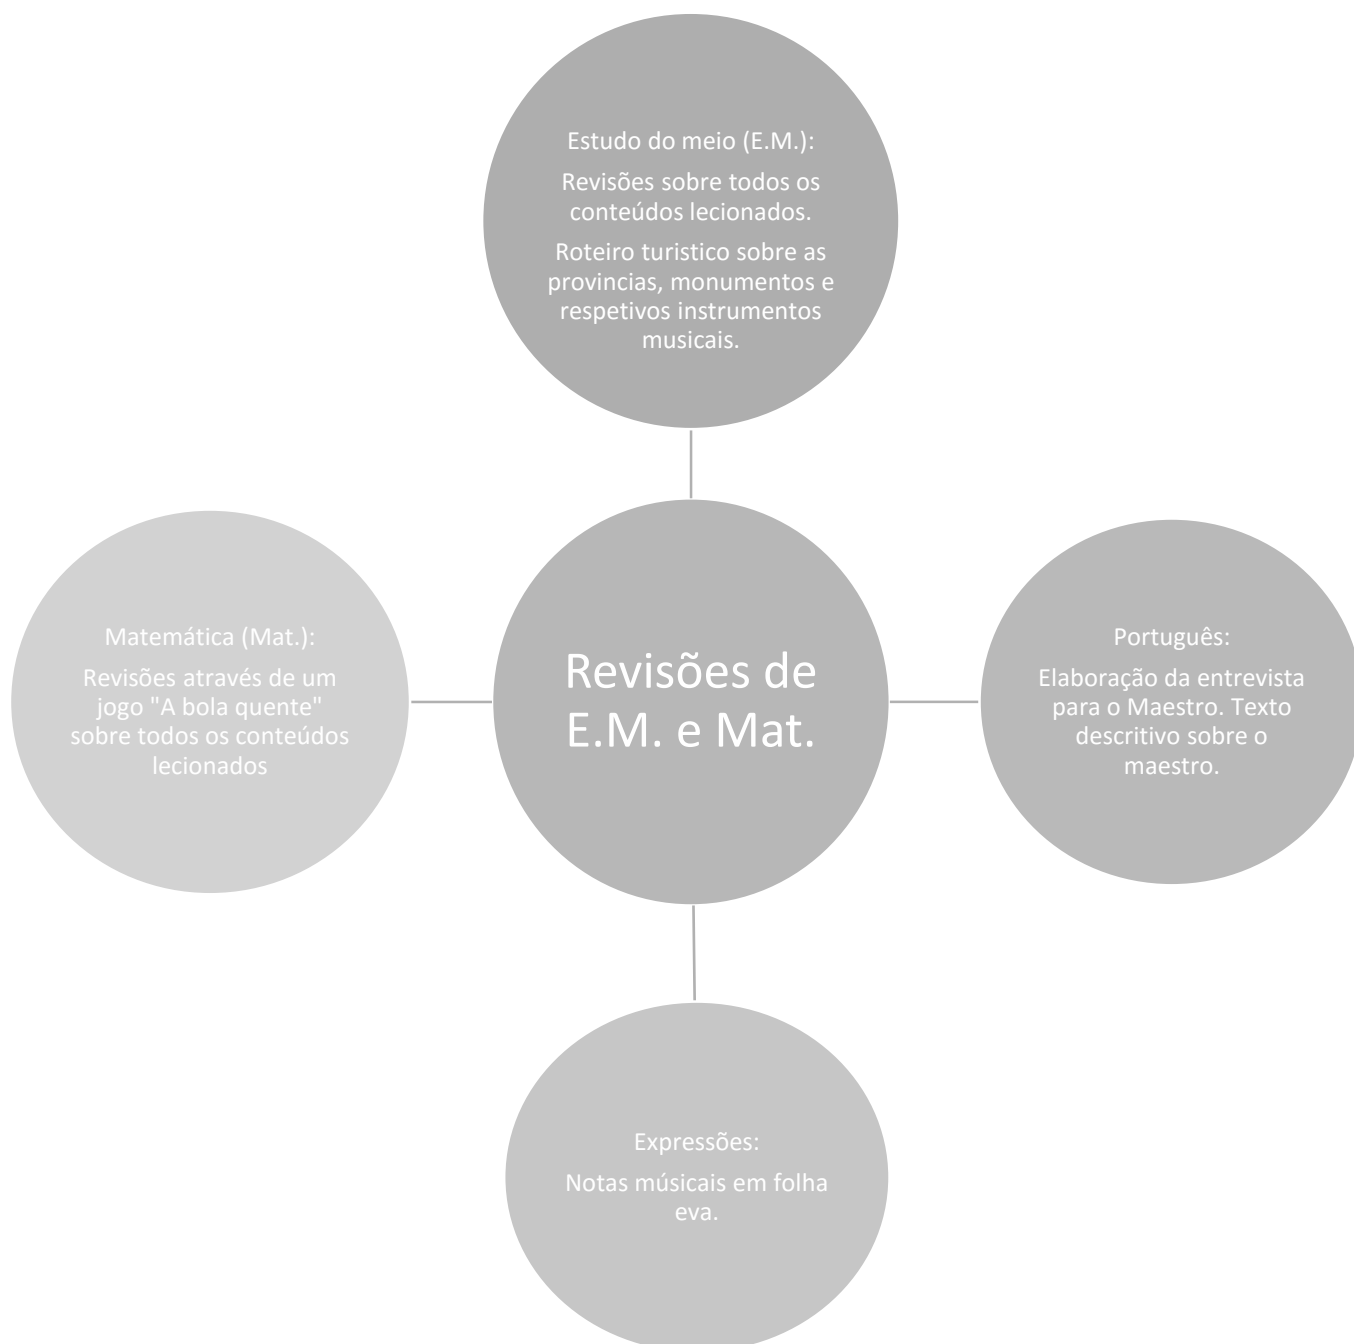 Estudo do meio (E.M.):
Revisões sobre todos os
conteúdos lecionados.
Roteiro turistico sobre as
provincias, monumentos e
respetivos instrumentos
musicais.
Matemática (Mat.):
Revisões através de um
jogo "A bola quente"
sobre todos os conteúdos
lecionados
Revisões de
E.M. e Mat.
Português:
Elaboração da entrevista
para o Maestro. Texto
descritivo sobre o
maestro.
Expressões:
Notas músicais em folha
eva.